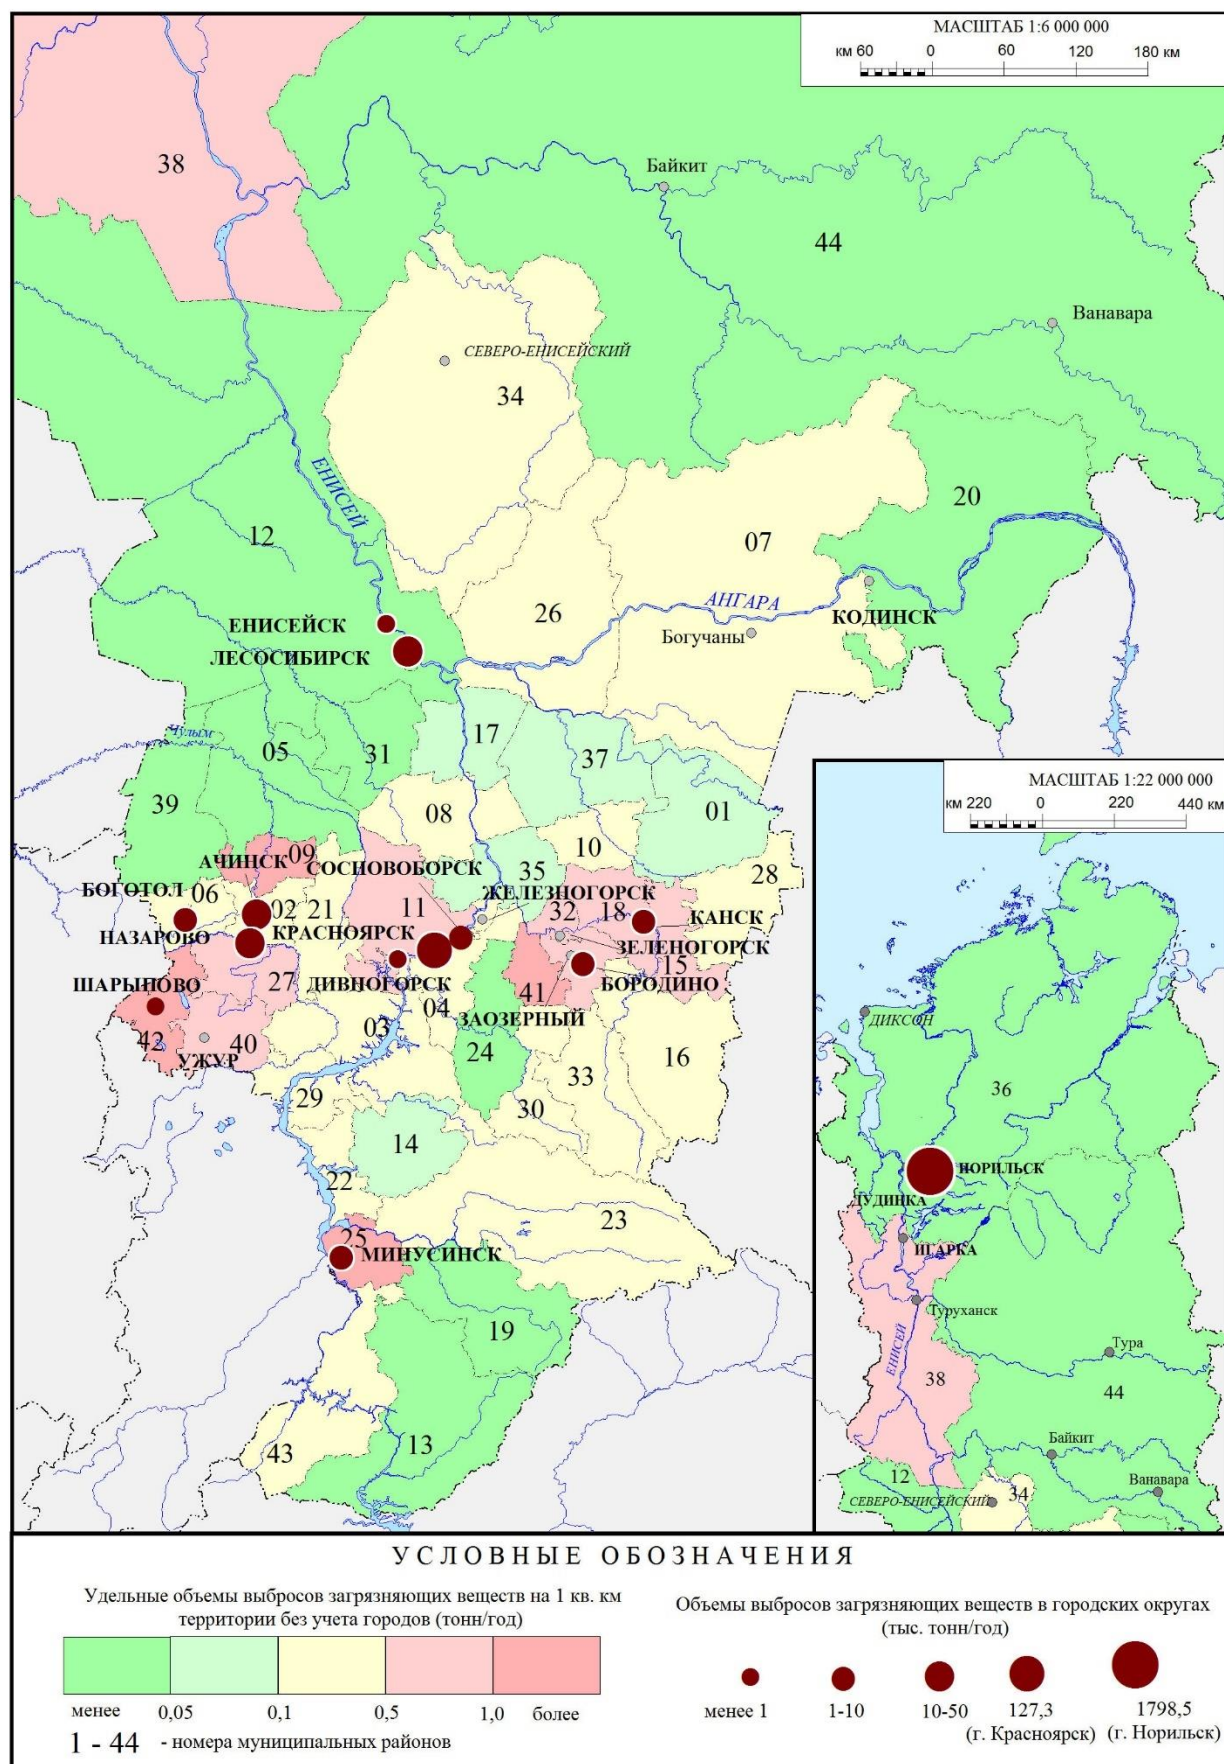 МАСШТАБ 1:6 000 000
км 60 0 60 120 180 км
38
Байкит
44
Ванавара
СЕВЕРО-ЕНИСЕЙСКИЙ
34
ЕНИСЕЙ
20
12
07
26
АНГАРА
КОДИНСК
ЕНИСЕЙСК
Богучаны
ЛЕСОСИБИРСК
Чулым
17
05
31
37
39
08
01
МАСШТАБ 1:22 000 000
км 220 0 220 440 км
09
10
АЧИНСК
СОСНОВОБОРСК
35
28
БОГОТОЛ
06
ЖЕЛЕЗНОГОРСК
02
21
11
32
18
КАНСК
НАЗАРОВО
КРАСНОЯРСК
ЗЕЛЕНОГОРСК
15
ШАРЫПОВО
27
ДИВНОГОРСК
41
БОРОДИНО
04
ЗАОЗЕРНЫЙ
03
42
УЖУР
40
24
33
16
29
30
14
22
23
25
МИНУСИНСК
19
43
13
ДИКСОН
36
НОРИЛЬСК
ДУДИНКА
ИГАРКА
Туруханск
ЕНИСЕЙ
Тура
38
44
Байкит
12
Ванавара
СЕВЕРО-ЕНИСЕЙСКИЙ
34
УСЛОВНЫЕ ОБОЗНАЧЕНИЯ
Удельные объемы выбросов загрязняющих веществ на 1 кв. км
территории без учета городов (тонн/год)
менее 0,05 0,1 0,5 1,0 более
1 - 44 - номера муниципальных районов
Объемы выбросов загрязняющих веществ в городских округах
(тыс. тонн/год)
менее 1 1-10 10-50 127,3 1798,5
(г. Красноярск) (г. Норильск)